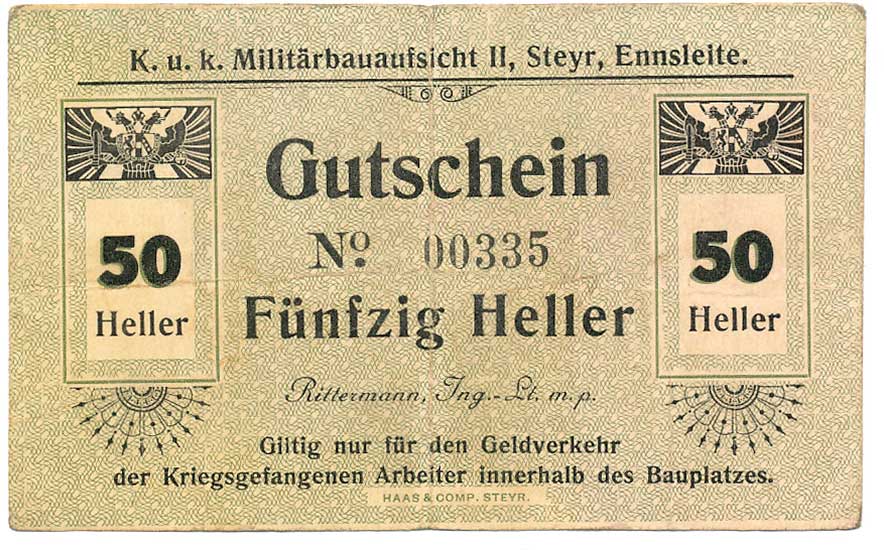 K. u. k. Militärbauaufsicht II, Steyr, Ennsleite.
Gutschein
No. 00335
50
Heller
50
Heller
Fünfzig Heller
Rittermann, Ing.-Lt. m. p.
Giltig nur für den Geldverkehr
der Kriegsgefangenen Arbeiter innerhalb des Bauplatzes.
HAAS & COMP. STEYR.